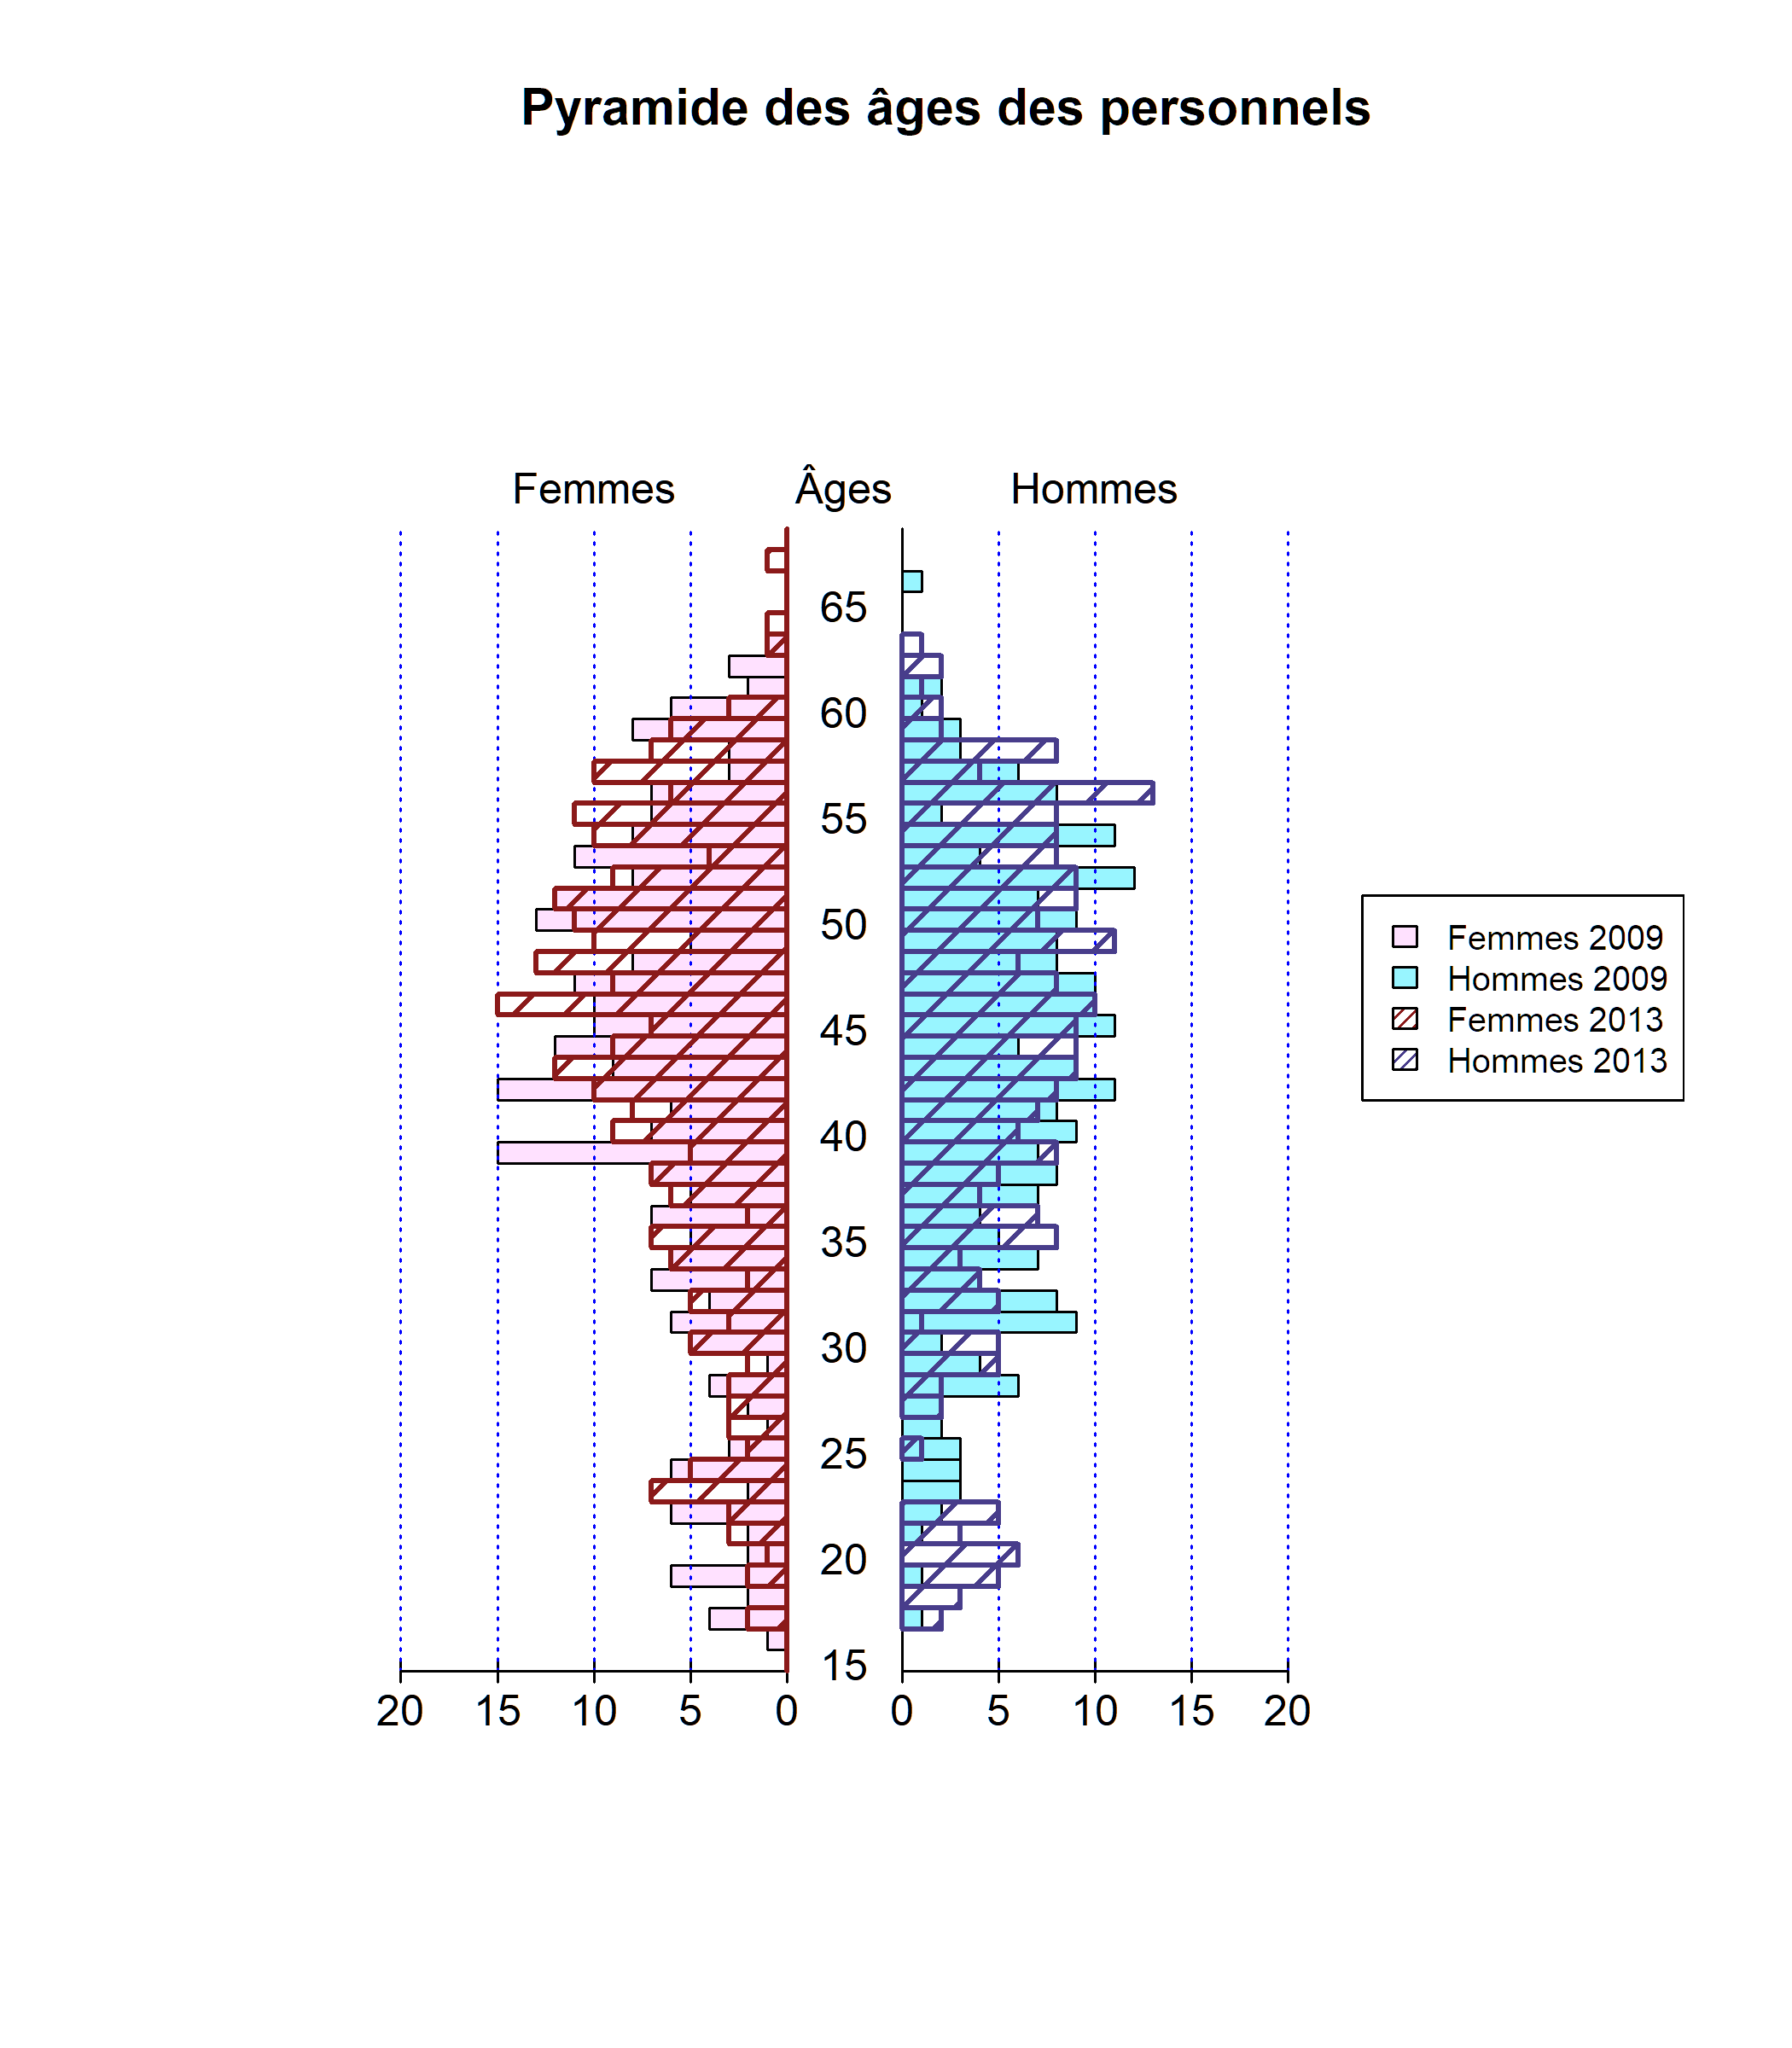 Pyramide des âges des personnels
Femmes Âges Hommes
65
60
55
50
45
40
35
30
25
20
15
20 15 10 5 0 0 5 10 15 20
Femmes 2009
Hommes 2009
Femmes 2013
Hommes 2013